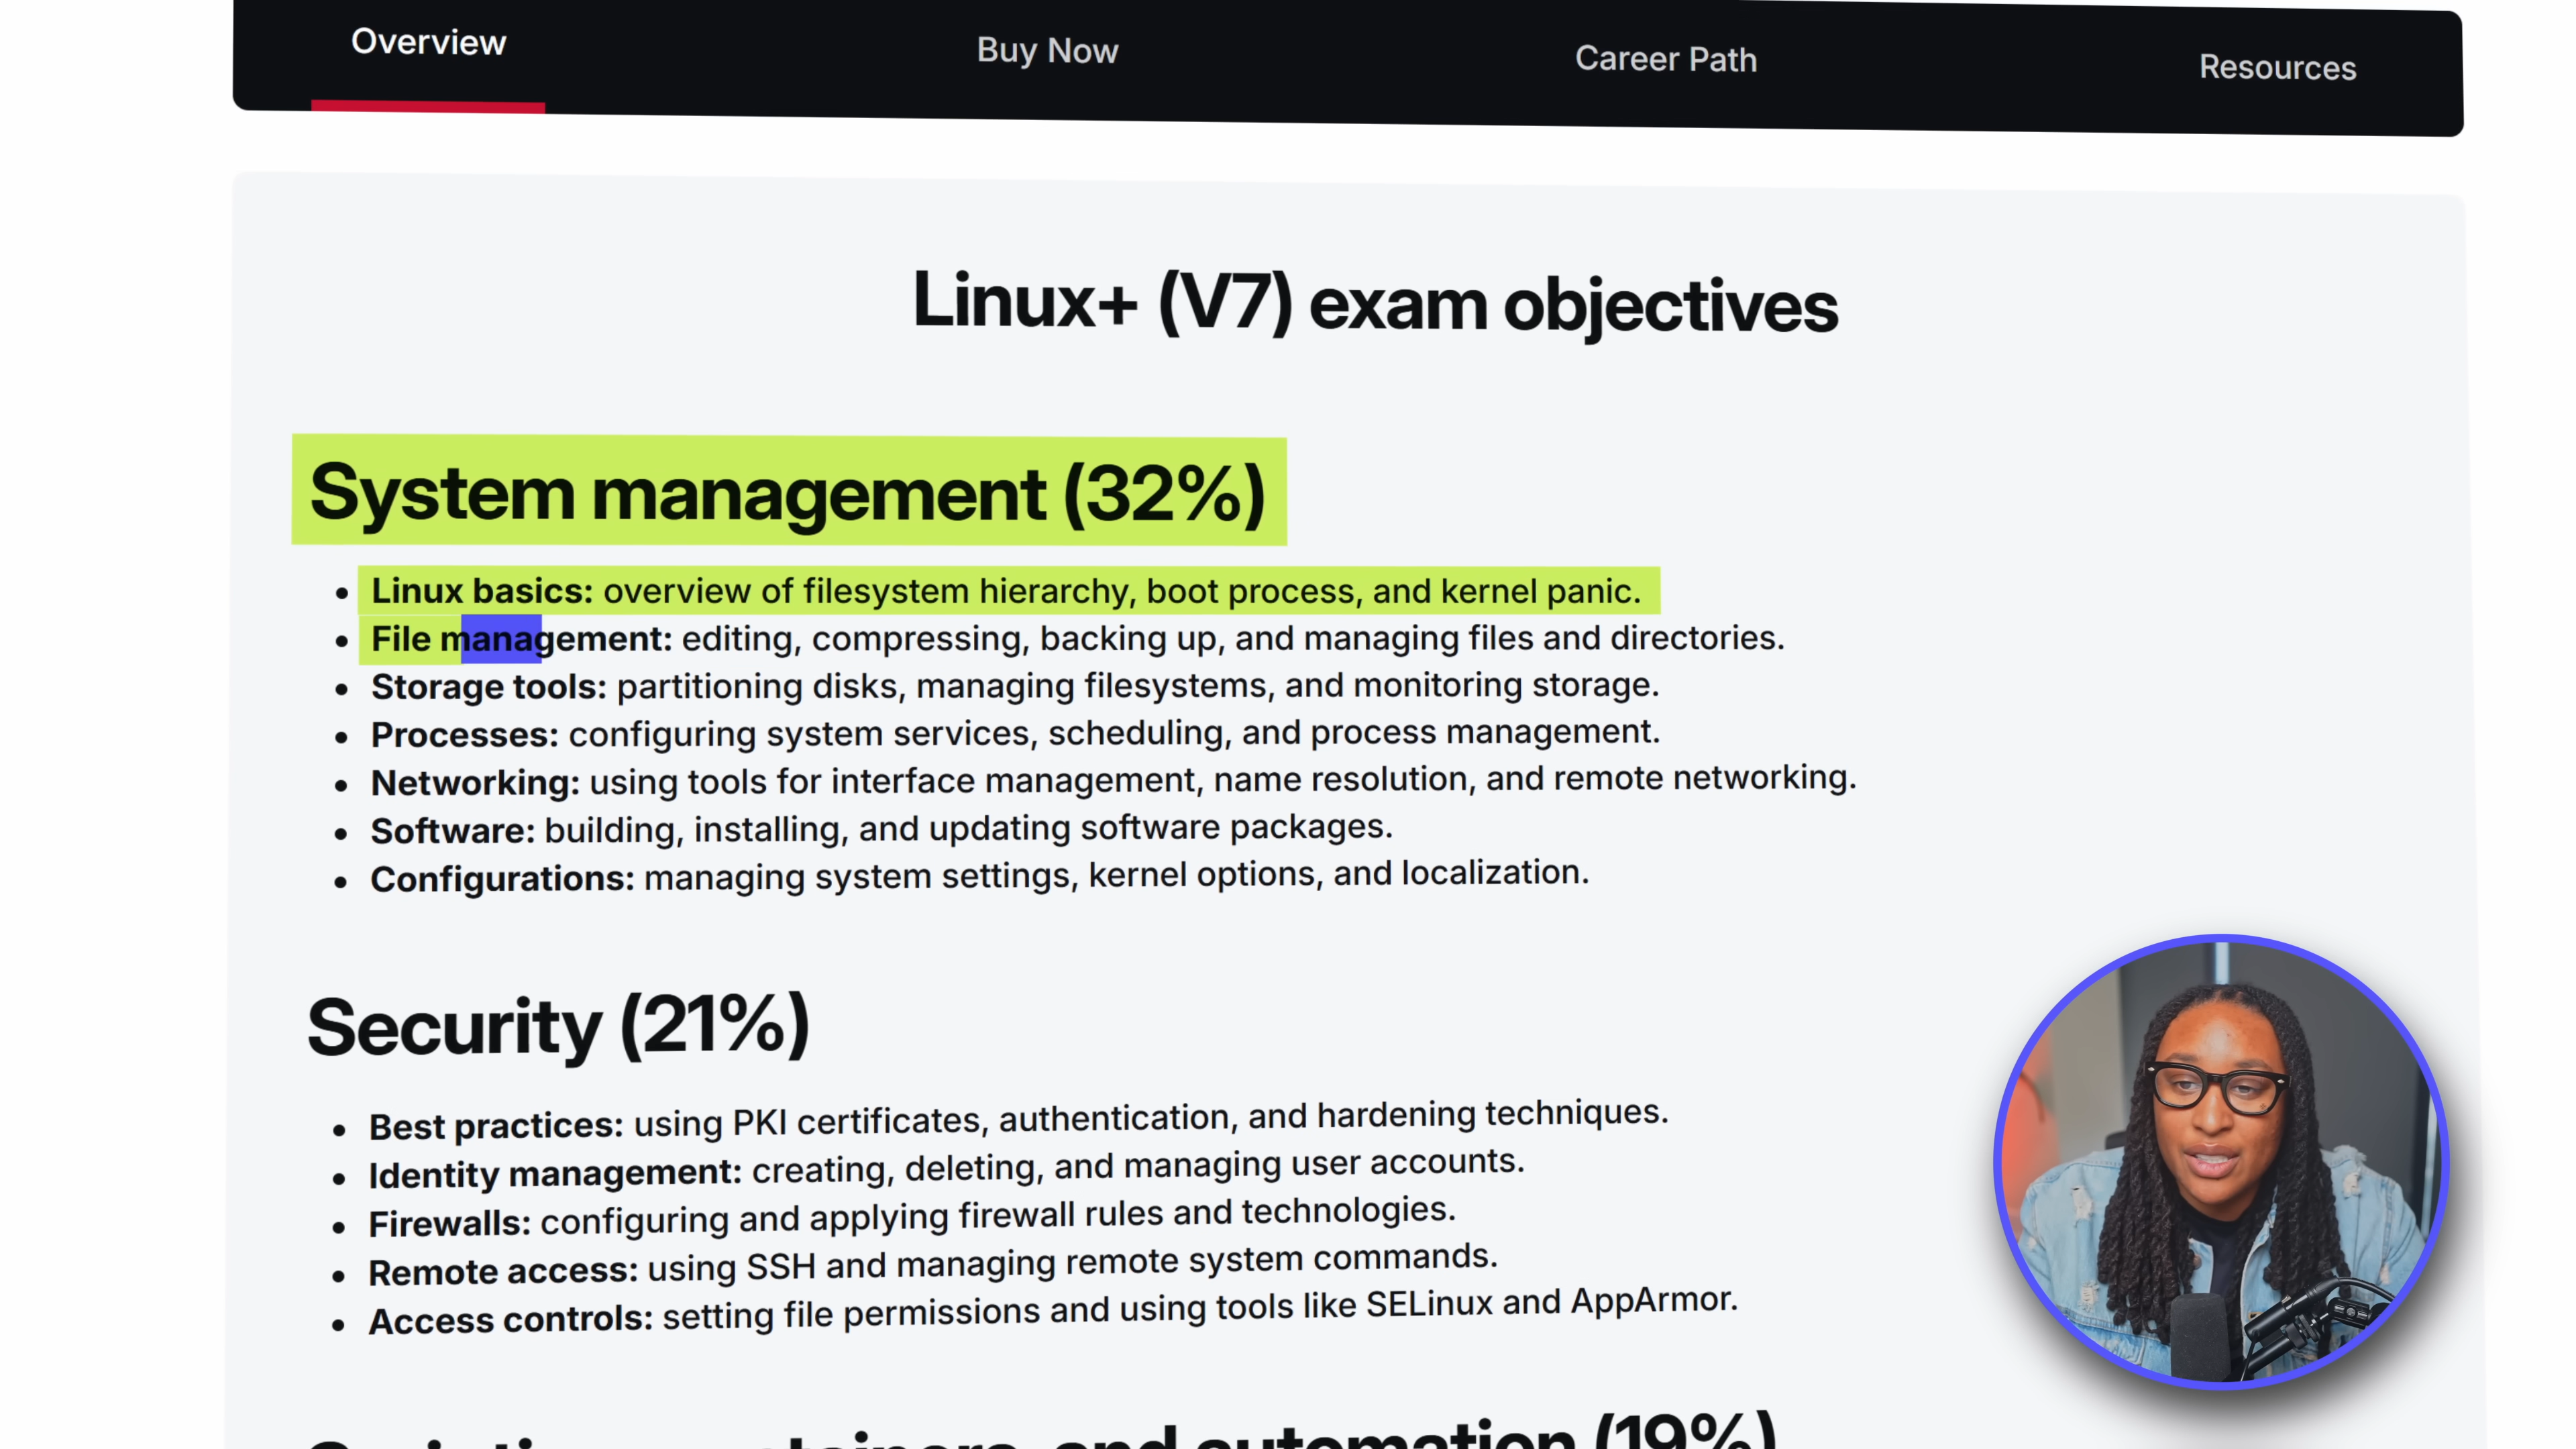 Overview
Buy Now
Career Path
Resources
Linux+ (V7) exam objectives
System management (32%)
• Linux basics: overview of filesystem hierarchy, boot process, and kernel panic.
• File management: editing, compressing, backing up, and managing files and directories.
• Storage tools: partitioning disks, managing filesystems, and monitoring storage.
• Processes: configuring system services, scheduling, and process management.
• Networking: using tools for interface management, name resolution, and remote networking.
• Software: building, installing, and updating software packages.
• Configurations: managing system settings, kernel options, and localization.
Security (21%)
• Best practices: using PKI certificates, authentication, and hardening techniques.
• Identity management: creating, deleting, and managing user accounts.
• Firewalls: configuring and applying firewall rules and technologies.
• Remote access: using SSH and managing remote system commands.
• Access controls: setting file permissions and using tools like SELinux and AppArmor.
and automation (19%)